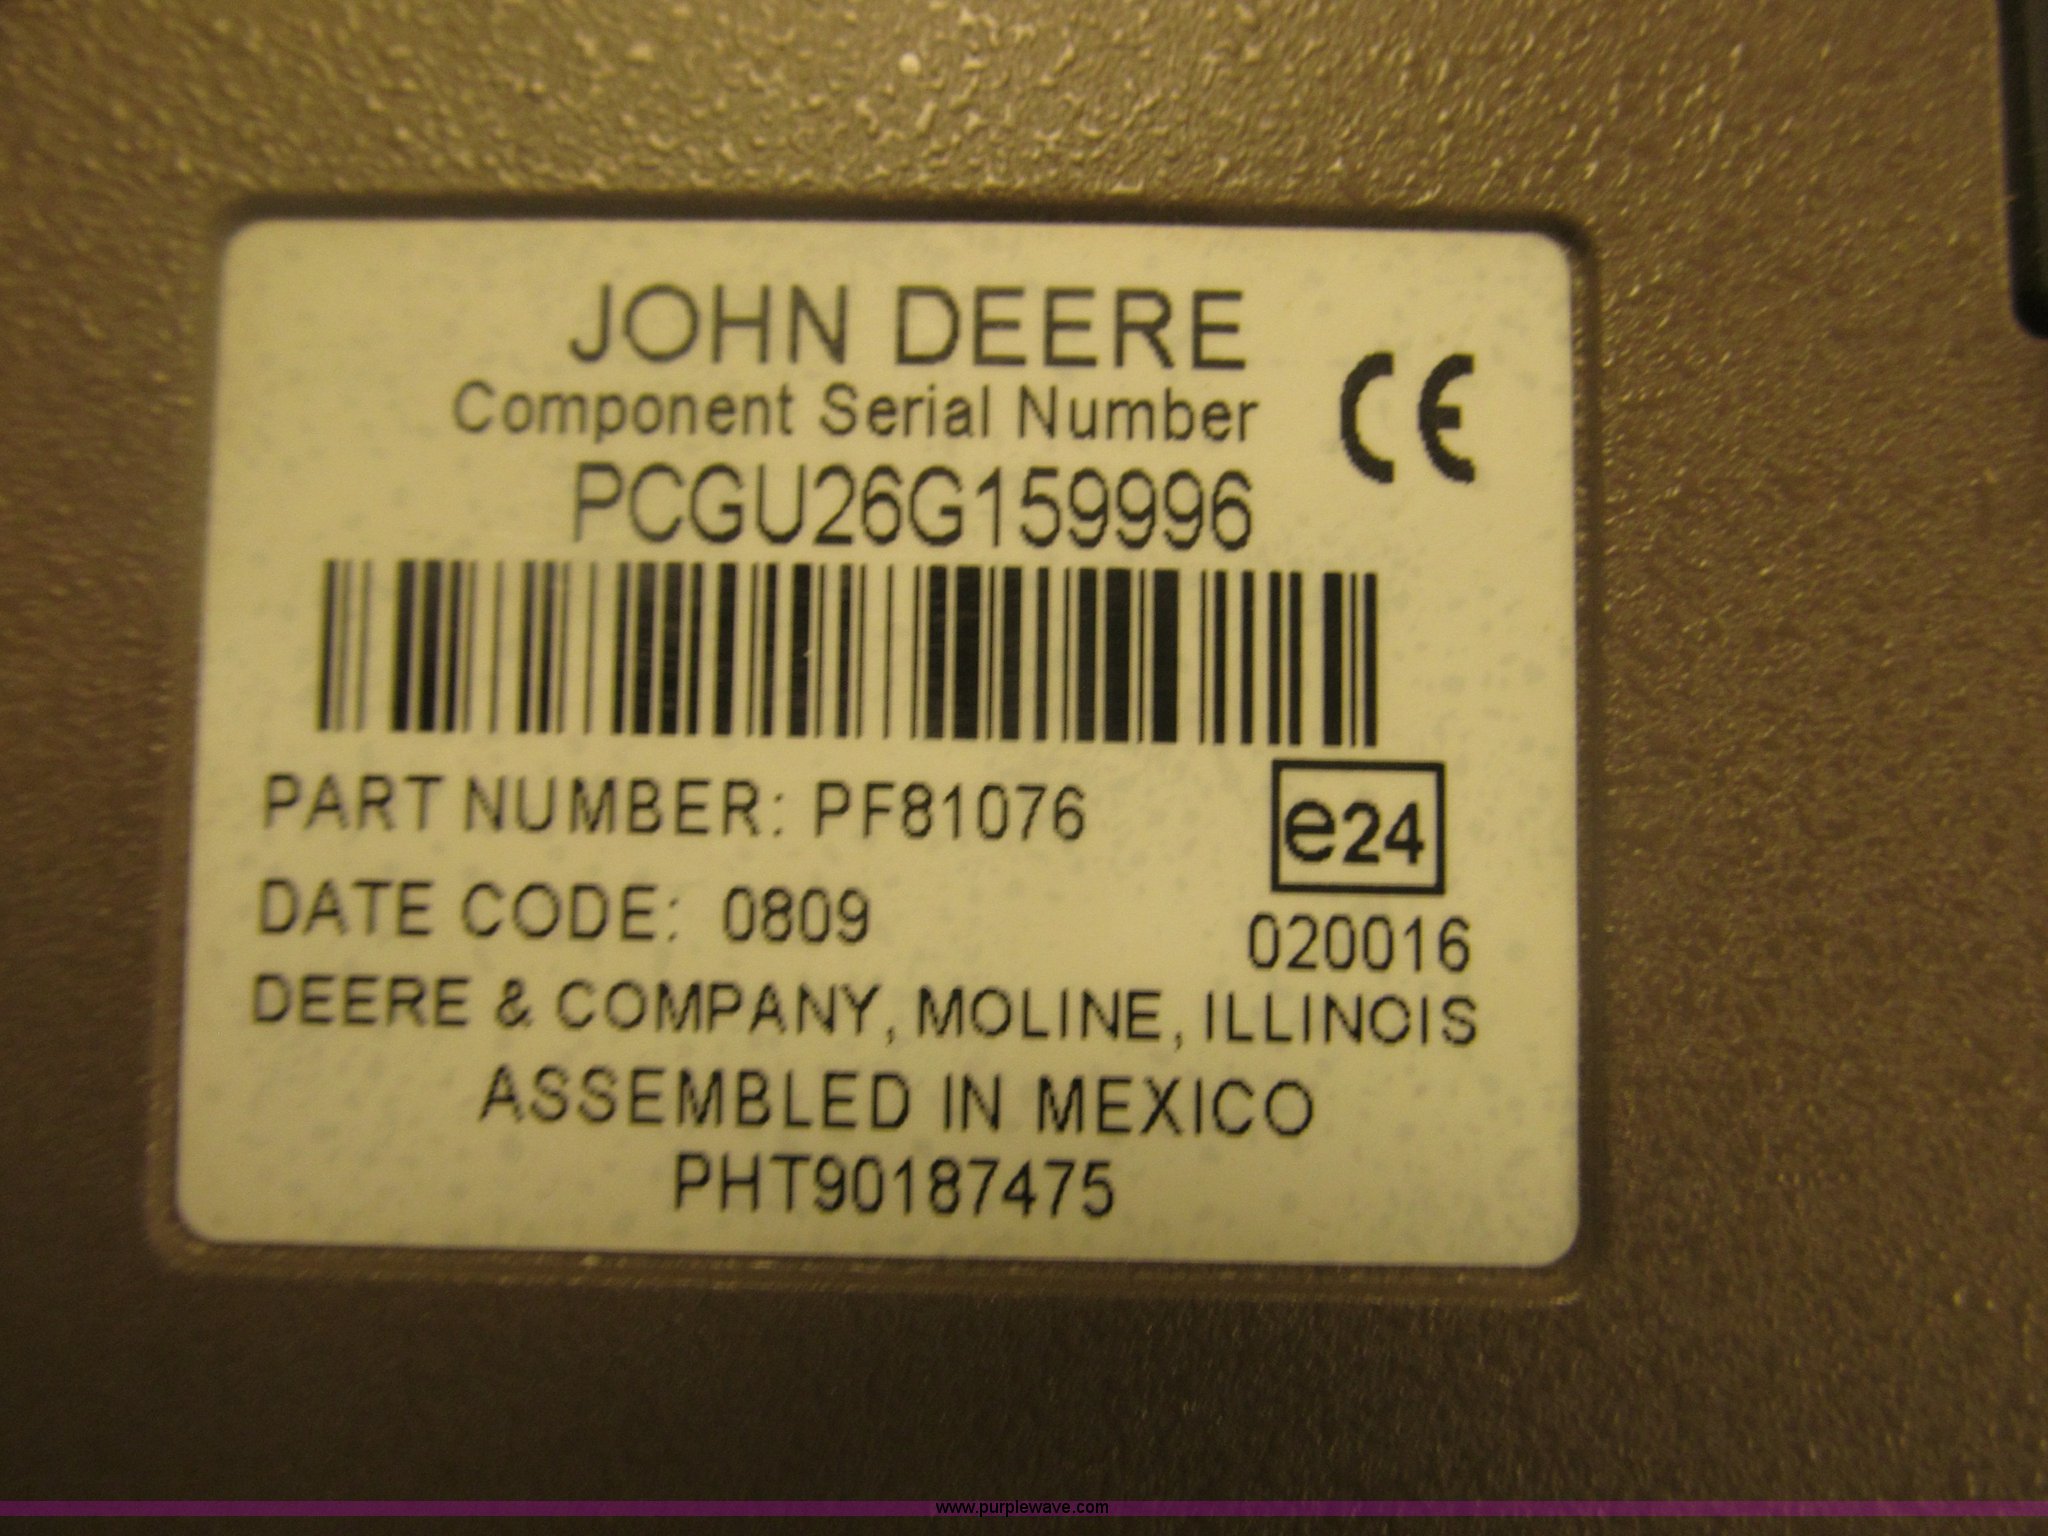 JOHN DEERE
Component Serial Number
CE
PCGU26G159996
PART NUMBER: PF81076
e24
DATE CODE: 0809
020016
DEERE & COMPANY, MOLINE, ILLINOIS
ASSEMBLED IN MEXICO
PHT90187475
www.purplewave.com